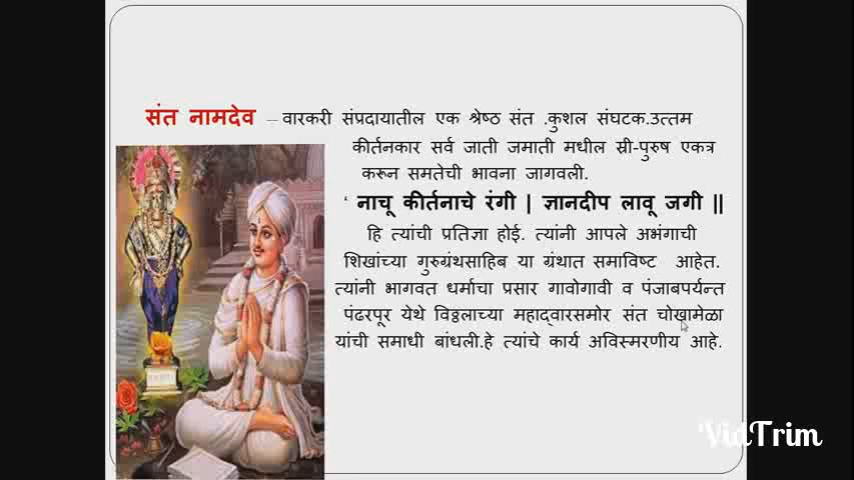 संत नामदेव – वारकरी संप्रदायातील एक श्रेष्ठ संत .कुशल संघटक.उत्तम
कीर्तनकार सर्व जाती जमाती मधील स्री-पुरुष एकत्र
करून समतेची भावना जागवली.
‘ नाचू कीर्तनाचे रंगी | ज्ञानदीप लावू जगी ||
हि त्यांची प्रतिज्ञा होई. त्यांनी आपले अभंगाची
शिखांच्या गुरुग्रंथसाहिब या ग्रंथात समाविष्ट आहेत.
त्यांनी भागवत धर्माचा प्रसार गावोगावी व पंजाबपर्यन्त
पंढरपूर येथे विठ्ठलाच्या महाद्वारसमोर संत चोखामेळा
यांची समाधी बांधली.हे त्यांचे कार्य अविस्मरणीय आहे.
VidTrim